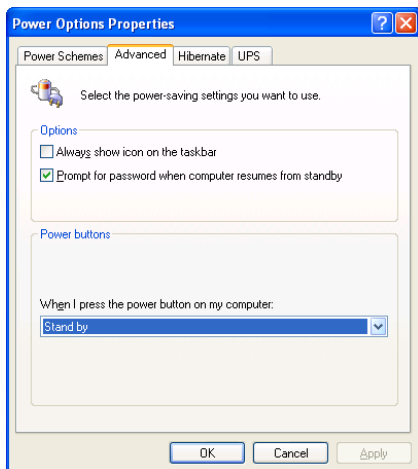 Power Options Properties
Power Schemes Advanced Hibernate UPS
Select the power-saving settings you want to use.
Options
Always show icon on the taskbar
Prompt for password when computer resumes from standby
Power buttons
When I press the power button on my computer:
Stand by
OK Cancel Apply